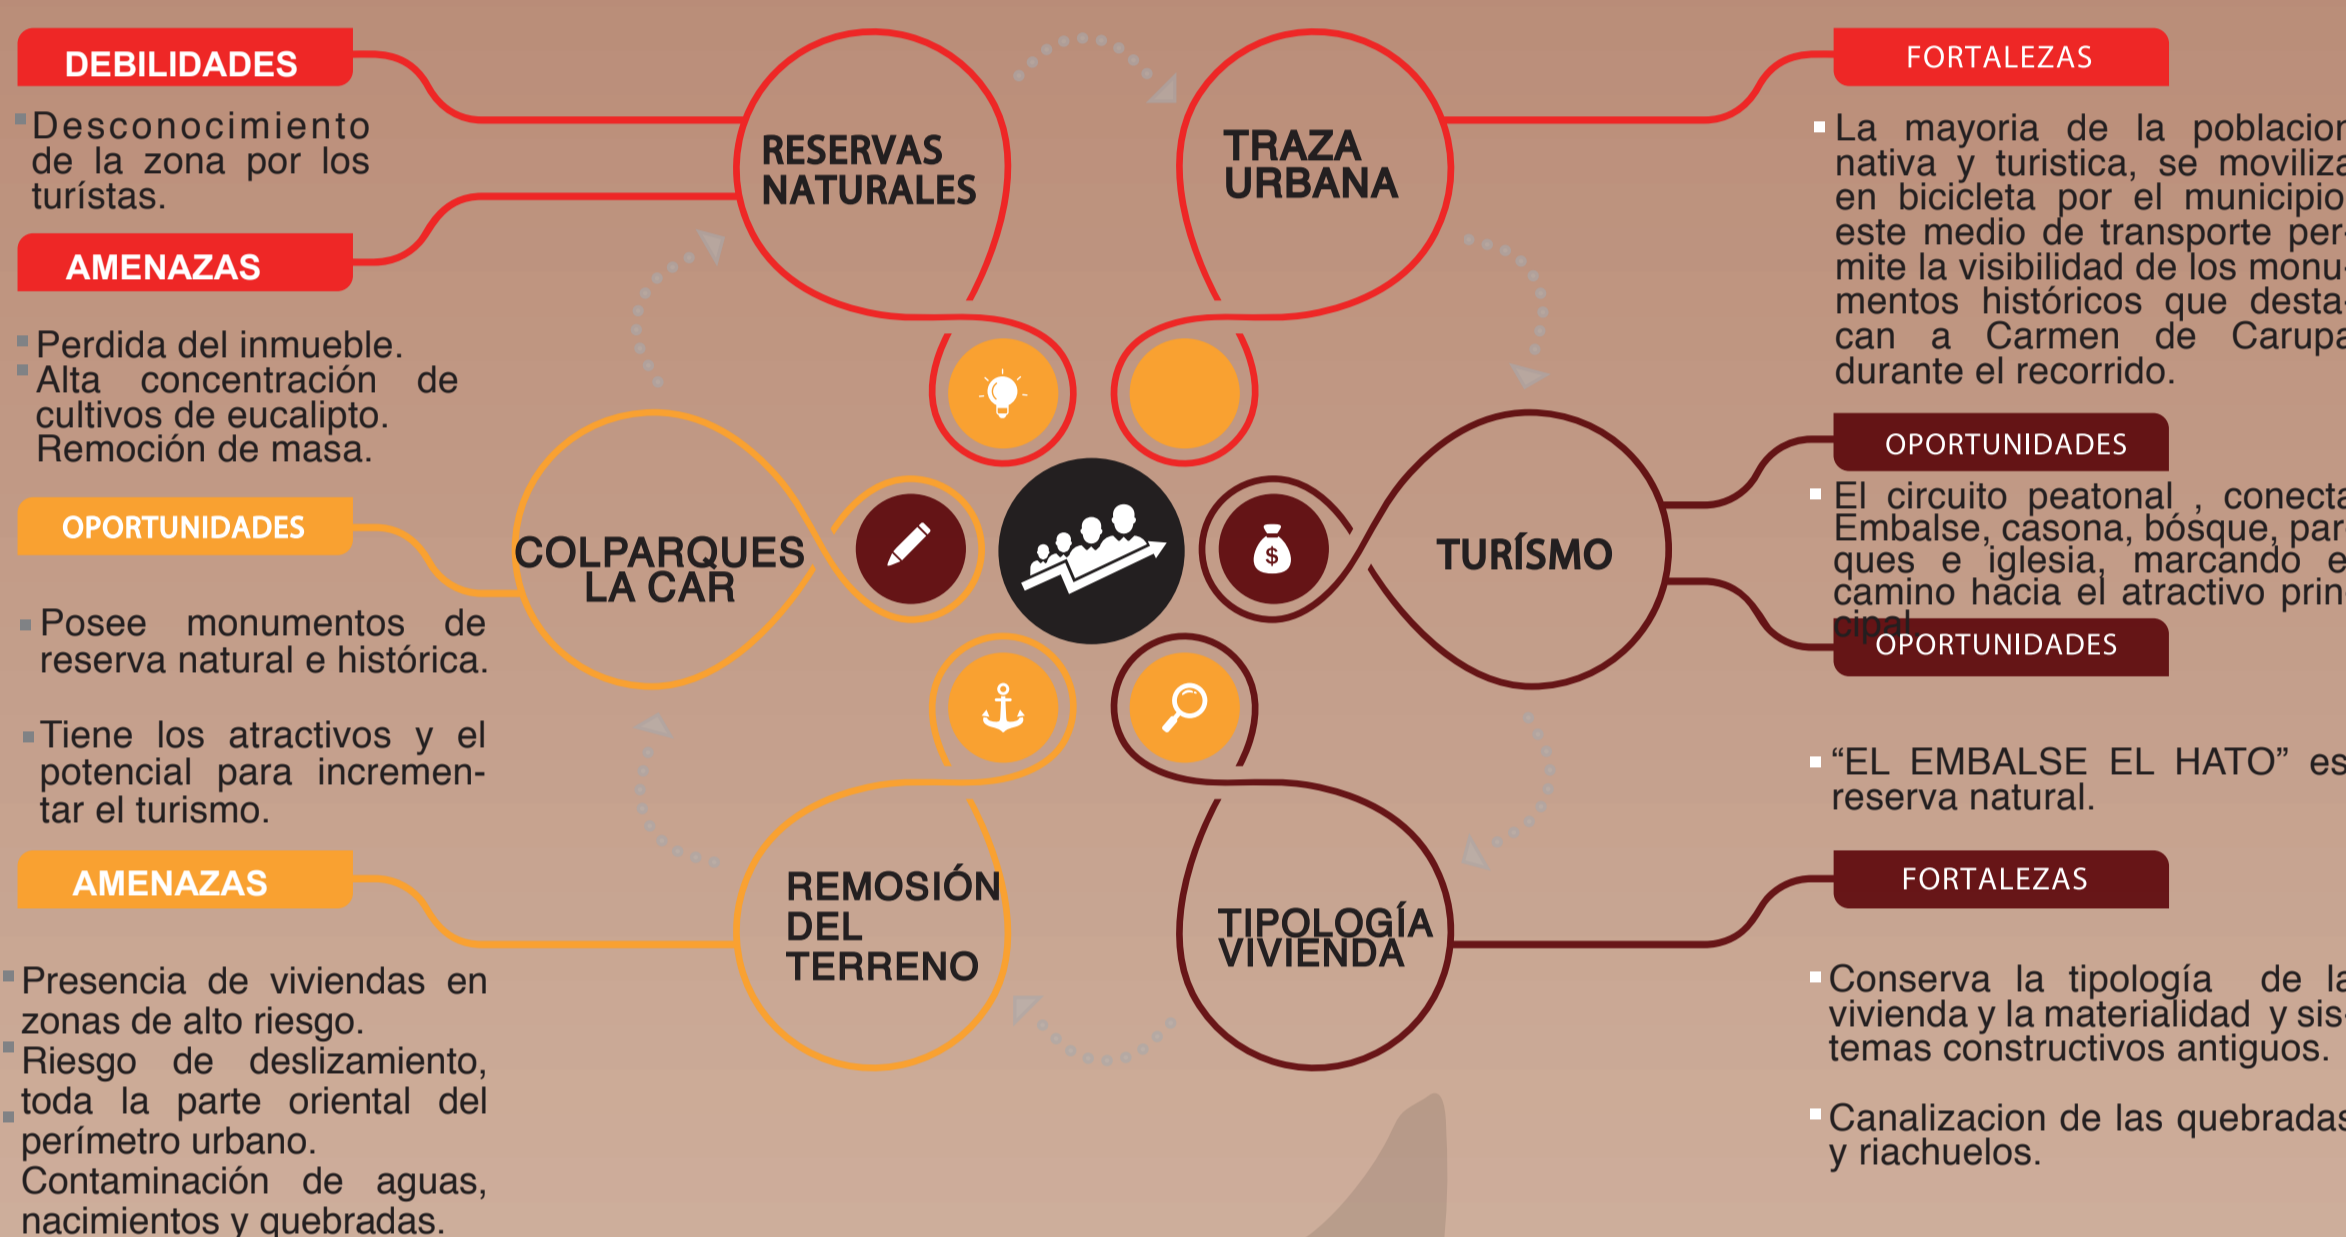 DEBILIDADES
Desconocimiento
de la zona por los
turístas.
AMENAZAS
Perdida del inmueble.
Alta concentración de
cultivos de eucalipto.
Remoción de masa.
OPORTUNIDADES
Posee monumentos de
reserva natural e histórica.
Tiene los atractivos y el
potencial para incremen-
tar el turismo.
AMENAZAS
Presencia de viviendas en
zonas de alto riesgo.
Riesgo de deslizamiento,
toda la parte oriental del
perímetro urbano.
Contaminación de aguas,
nacimientos y quebradas.
RESERVAS
NATURALES
TRAZA
URBANA
COLPARQUES
LA CAR
$
TURÍSMO
REMOSIÓN
DEL
TERRENO
TIPOLOGÍA
VIVIENDA
FORTALEZAS
La mayoria de la poblacion
nativa y turistica, se moviliza
en bicicleta por el municipio
este medio de transporte per-
mite la visibilidad de los monu-
mentos históricos que desta-
can a Carmen de Carupa
durante el recorrido.
OPORTUNIDADES
El circuito peatonal , conecta
Embalse, casona, bósque, par-
ques e iglesia, marcando el
camino hacia el atractivo prin-
cipal
OPORTUNIDADES
“EL EMBALSE EL HATO” es
reserva natural.
FORTALEZAS
Conserva la tipología de la
vivienda y la materialidad y sis-
temas constructivos antiguos.
Canalizacion de las quebradas
y riachuelos.